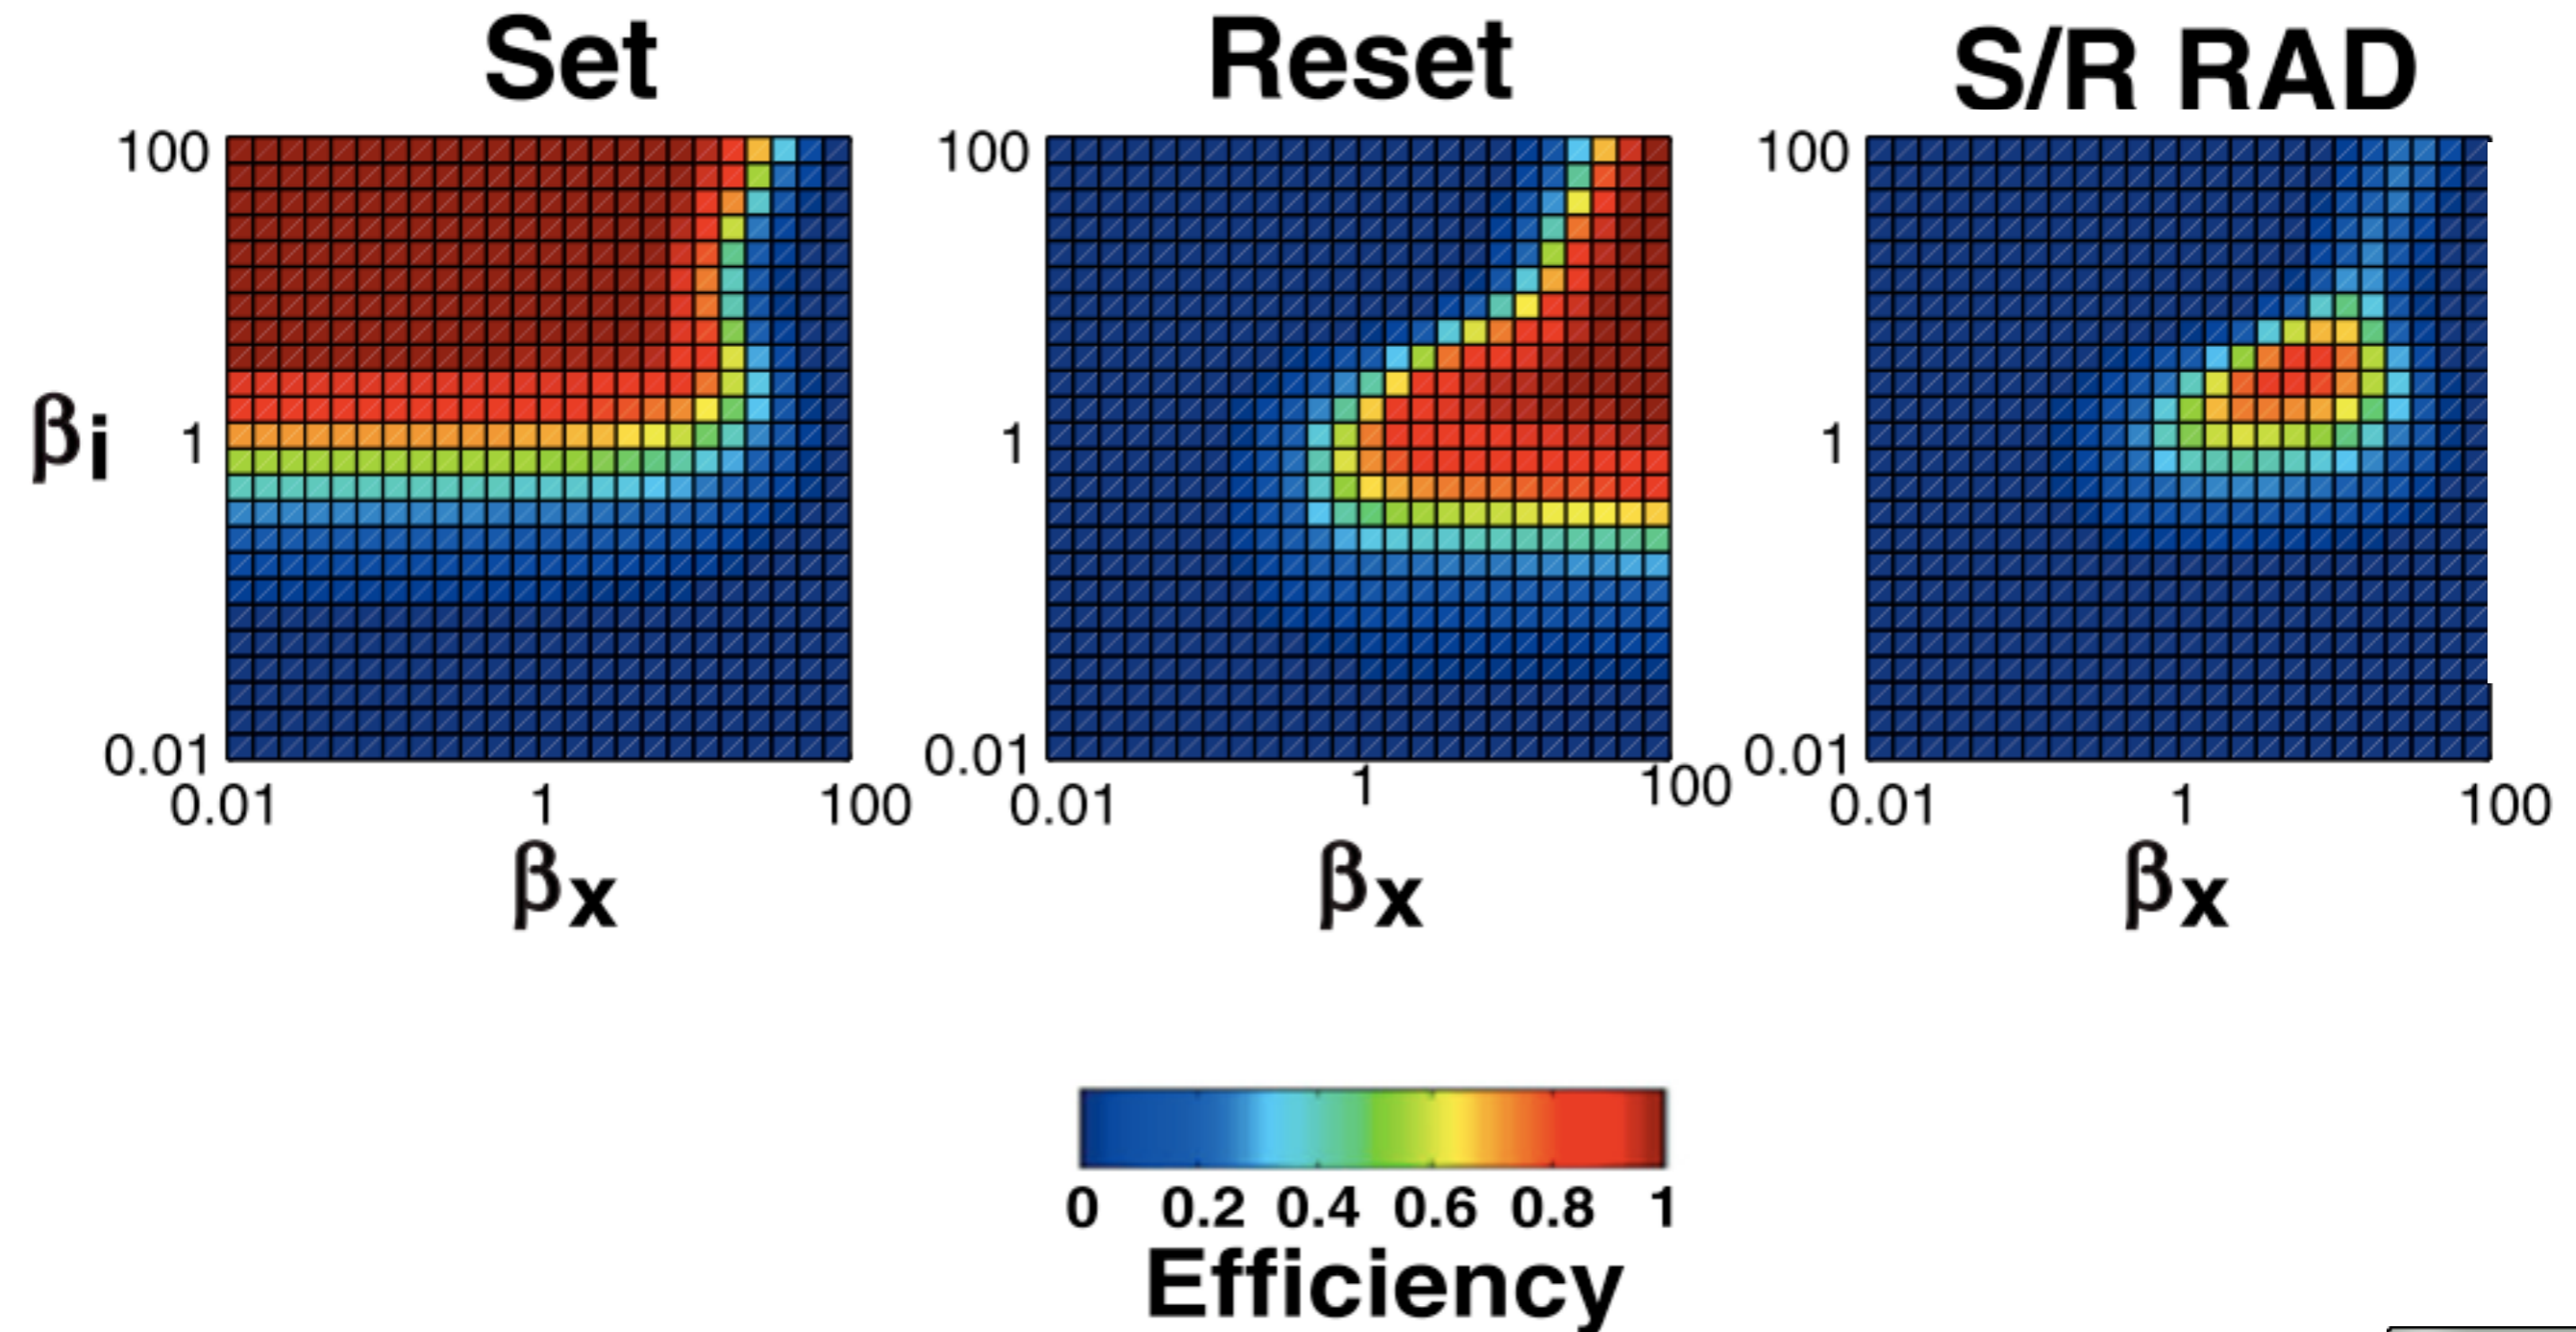 Set Reset S/R RAD
100 100 100
βi 1 1 1
0.01 0.01 0.01
0.01 1 100 0.01 1 100 0.01 1 100
βx βx βx
0 0.2 0.4 0.6 0.8 1
Efficiency